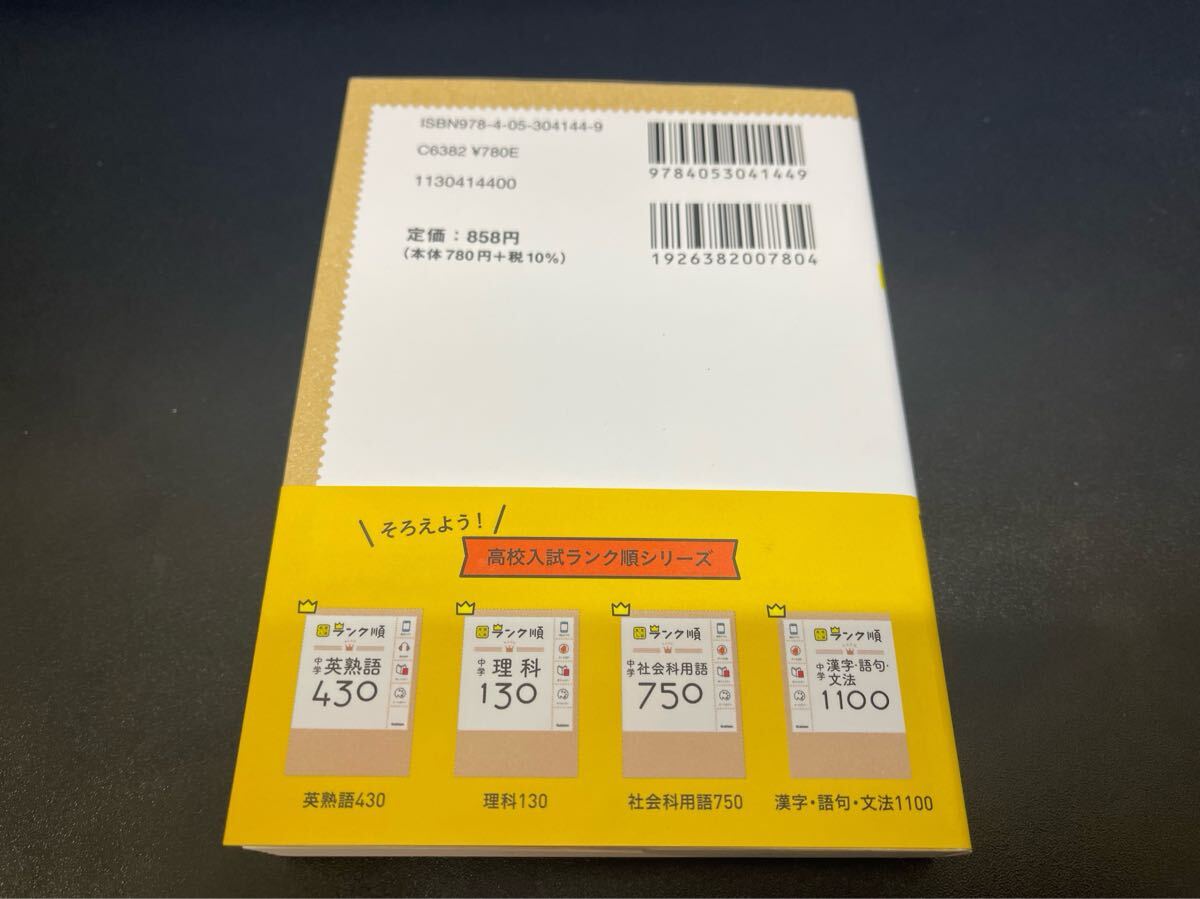 ISBN978-4-05-304144-9
C6382 ¥780E
1130414400
定価：858円
（本体780円＋税10%）
9784053041449
1926382007804
そろえよう！
高校入試ランク順シリーズ
ランク順
中学
英熟語
430
ランク順
中学
理科
130
ランク順
中学
社会科用語
750
ランク順
中学
漢字・語句・
文法
1100
英熟語430
理科130
社会科用語750
漢字・語句・文法1100